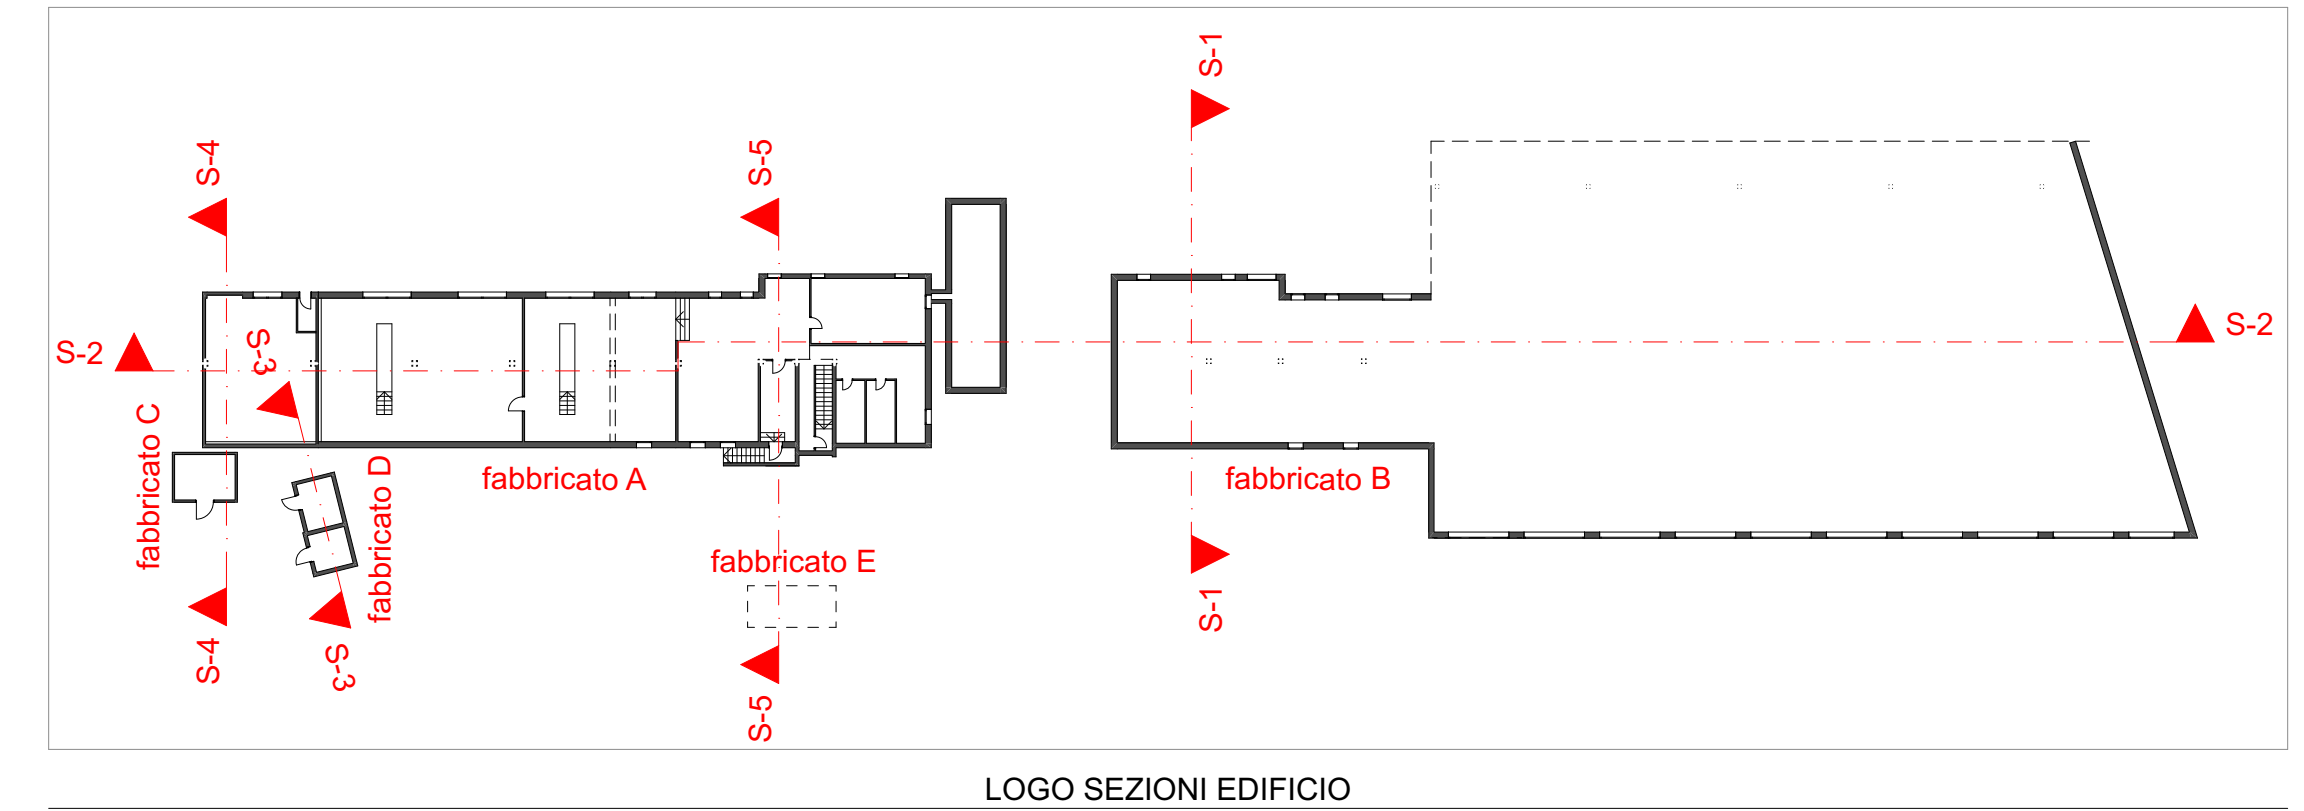 S-1
S-4
S-5
S-2
S-3
S-2
fabbricato C
fabbricato D
fabbricato A
fabbricato B
fabbricato E
S-4
S-3
S-5
S-1
LOGO SEZIONI EDIFICIO